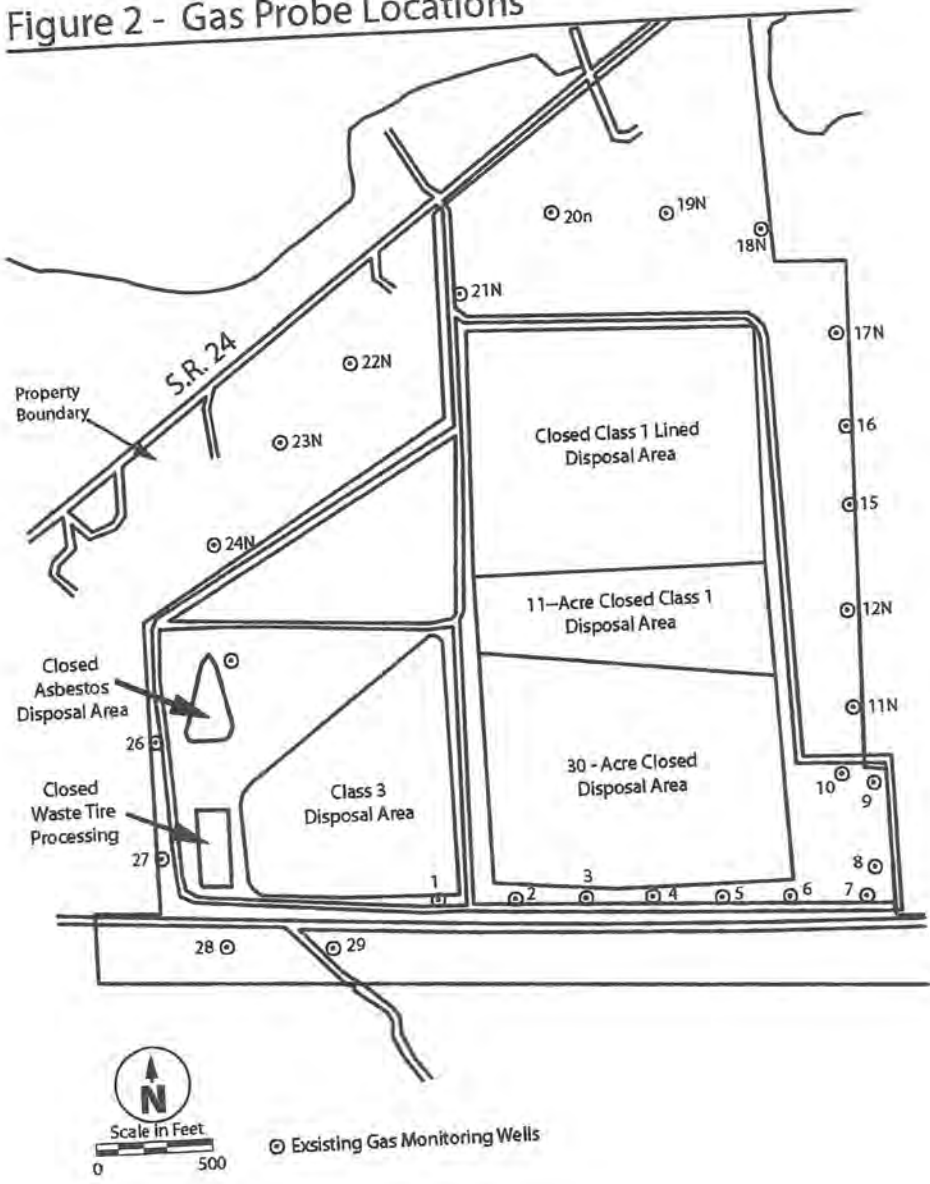 Figure 2 - Gas Probe Locations
20n
19N
18N
21N
17N
S.R. 24
22N
Property
Boundary
16
23N
Closed Class 1 Lined
Disposal Area
15
24N
11-Acre Closed Class 1
Disposal Area
12N
Closed
Asbestos
Disposal Area
11N
26
30 - Acre Closed
Disposal Area
10
9
Closed
Waste Tire
Processing
Class 3
Disposal Area
27
8
1
2
3
4
5
6
7
28
29
N
Scale in Feet
0
500
Exsisting Gas Monitoring Wells